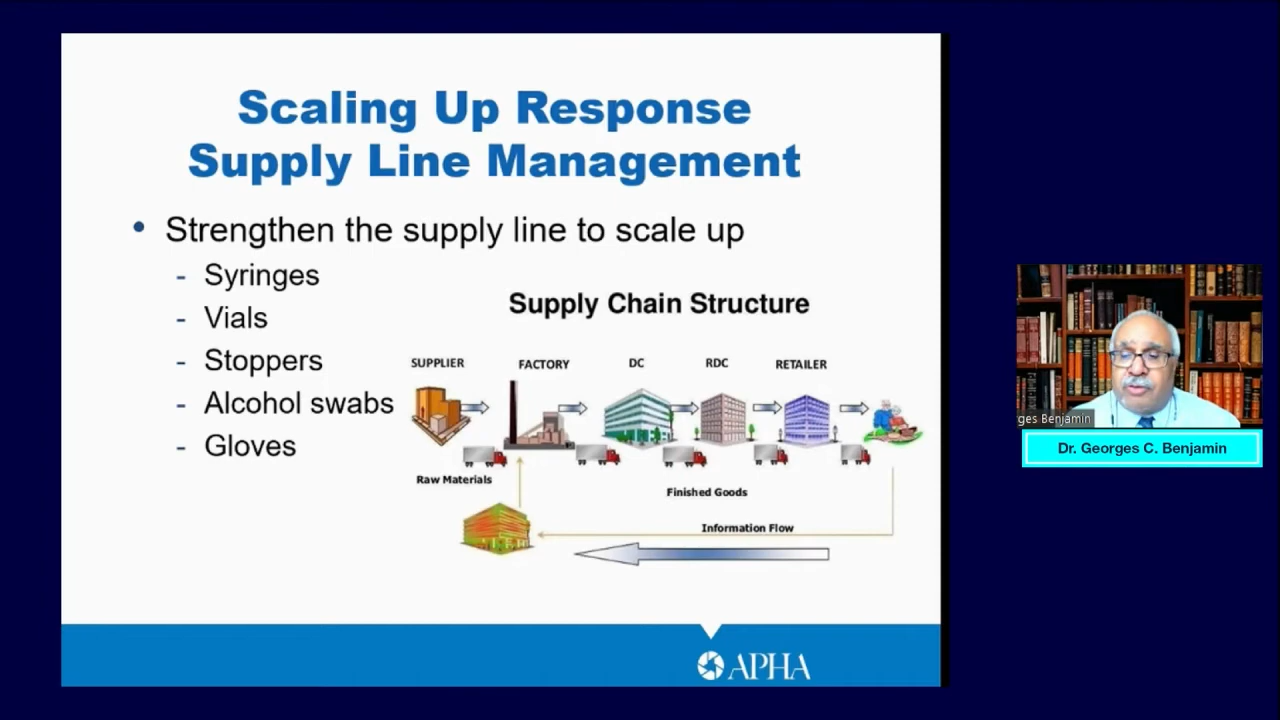 Scaling Up Response
Supply Line Management
• Strengthen the supply line to scale up
- Syringes
- Vials
- Stoppers
- Alcohol swabs
- Gloves
Supply Chain Structure
SUPPLIER FACTORY DC RDC RETAILER
Raw Materials
Finished Goods
Information Flow
APHA
ges Benjamin
Dr. Georges C. Benjamin